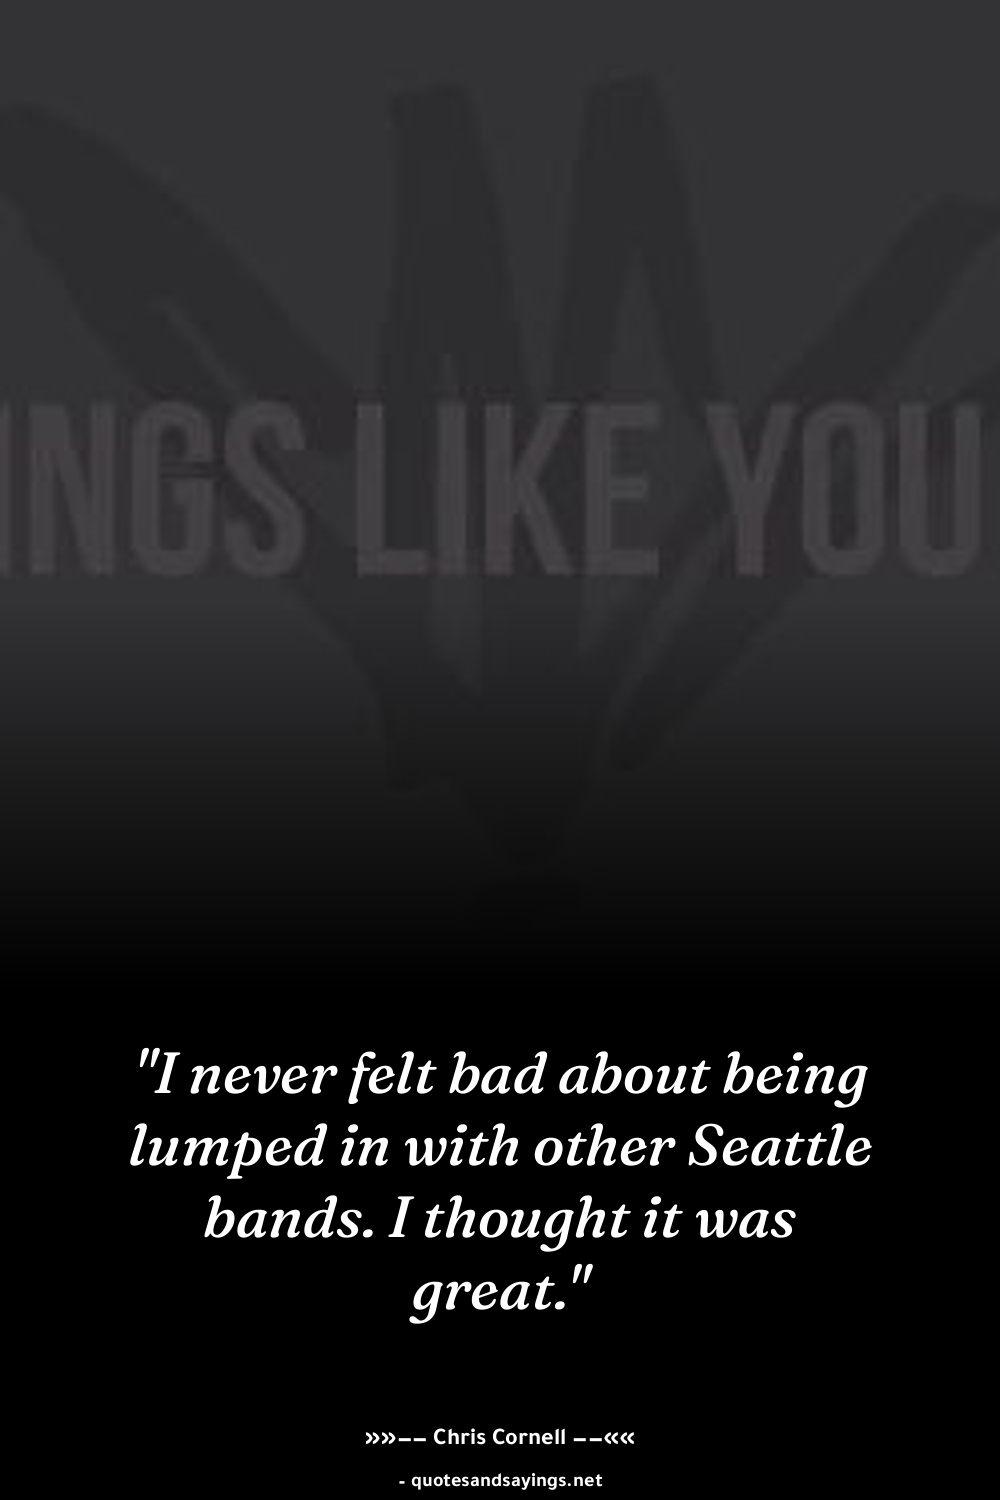 INGS LIKE YOU
"I never felt bad about being
lumped in with other Seattle
bands. I thought it was
great."
»»–– Chris Cornell ––««
- quotesandsayings.net